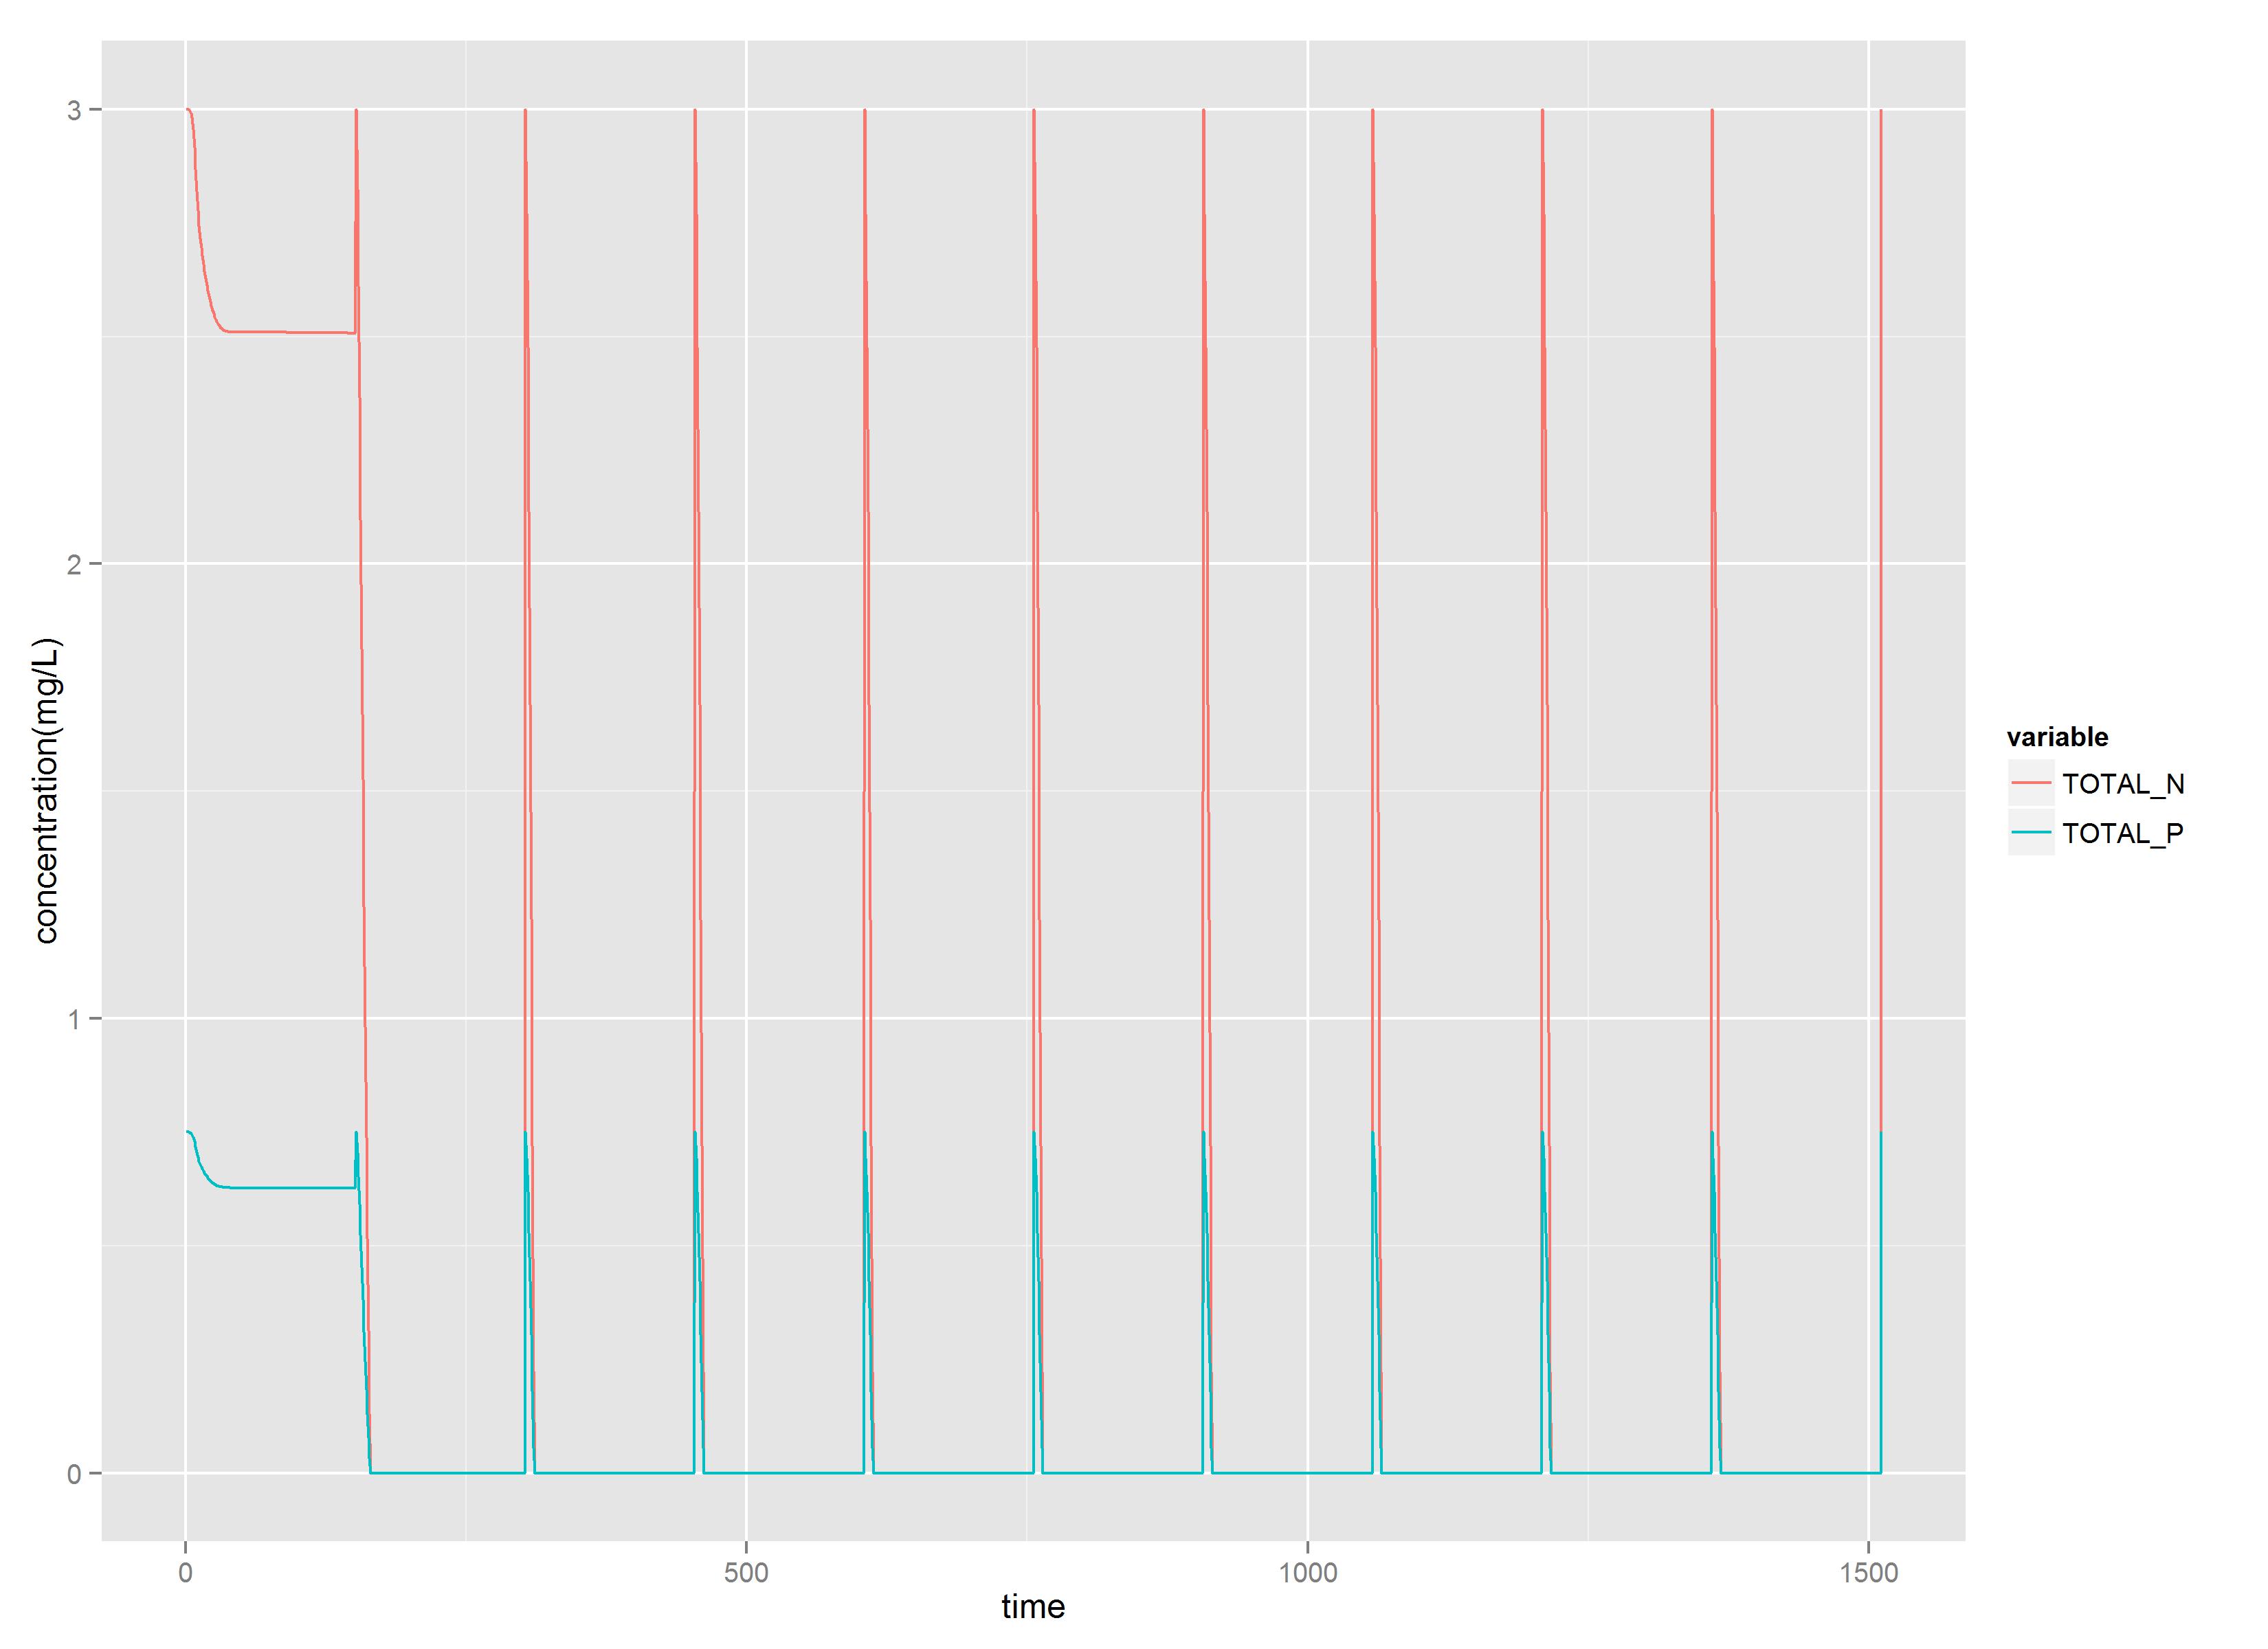 3
2
1
0
concentration(mg/L)
0
500
1000
1500
time
variable
TOTAL_N
TOTAL_P